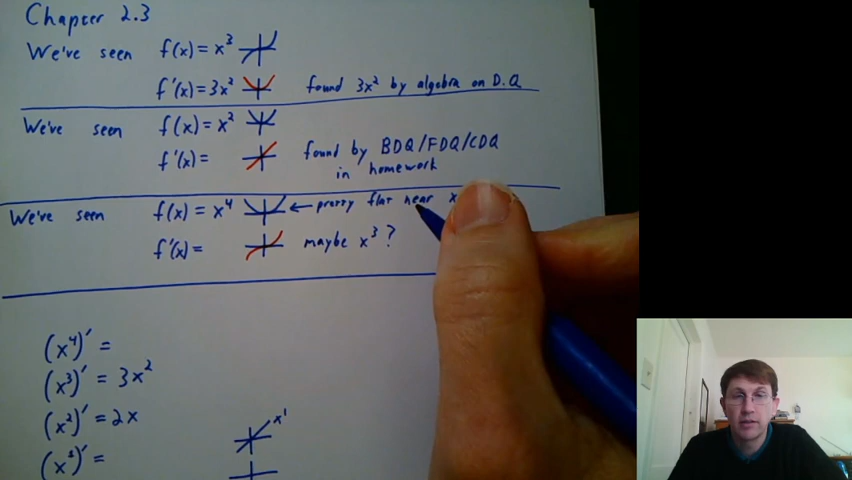 Chapter 2.3
We've seen f(x) = x³
f'(x) = 3x² found 3x² by algebra on D.Q
We've seen f(x) = x²
f'(x) = found by BDQ/FDQ/CDQ
in homework
We've seen f(x) = x⁴ ← pretty flat near x
f'(x) = maybe x³ ?
(x⁴)' =
(x³)' = 3x²
(x²)' = 2x
x¹
(x¹)' =